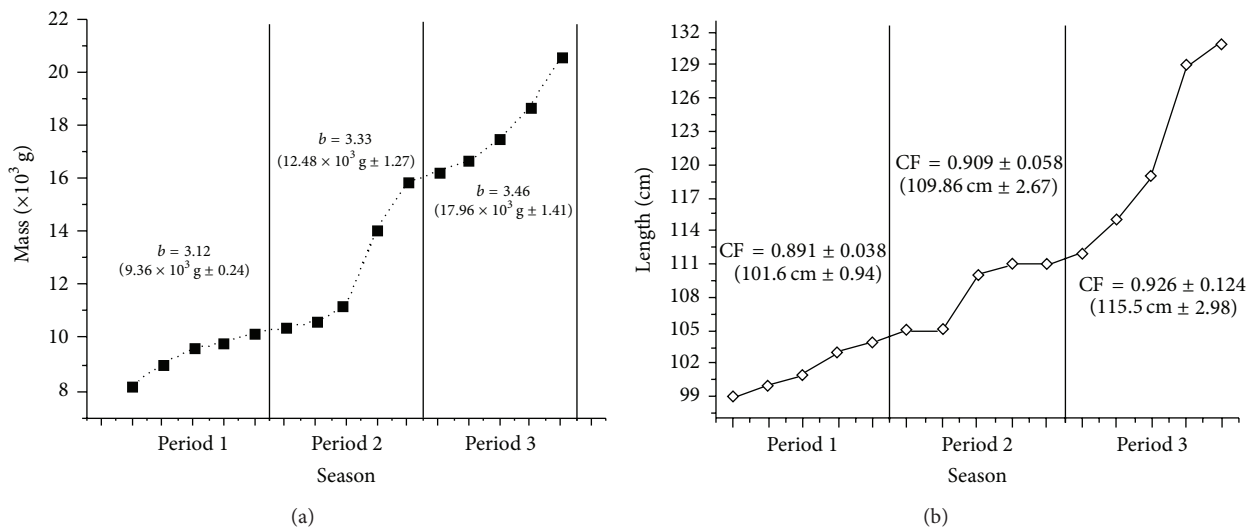 22
20
18
16
14
12
10
8
Mass (×10³ g)
b = 3.12
(9.36 × 10³ g ± 0.24)
b = 3.33
(12.48 × 10³ g ± 1.27)
b = 3.46
(17.96 × 10³ g ± 1.41)
Period 1 Period 2 Period 3
Season
(a)
132
129
126
123
120
117
114
111
108
105
102
99
Length (cm)
CF = 0.891 ± 0.038
(101.6 cm ± 0.94)
CF = 0.909 ± 0.058
(109.86 cm ± 2.67)
CF = 0.926 ± 0.124
(115.5 cm ± 2.98)
Period 1 Period 2 Period 3
Season
(b)